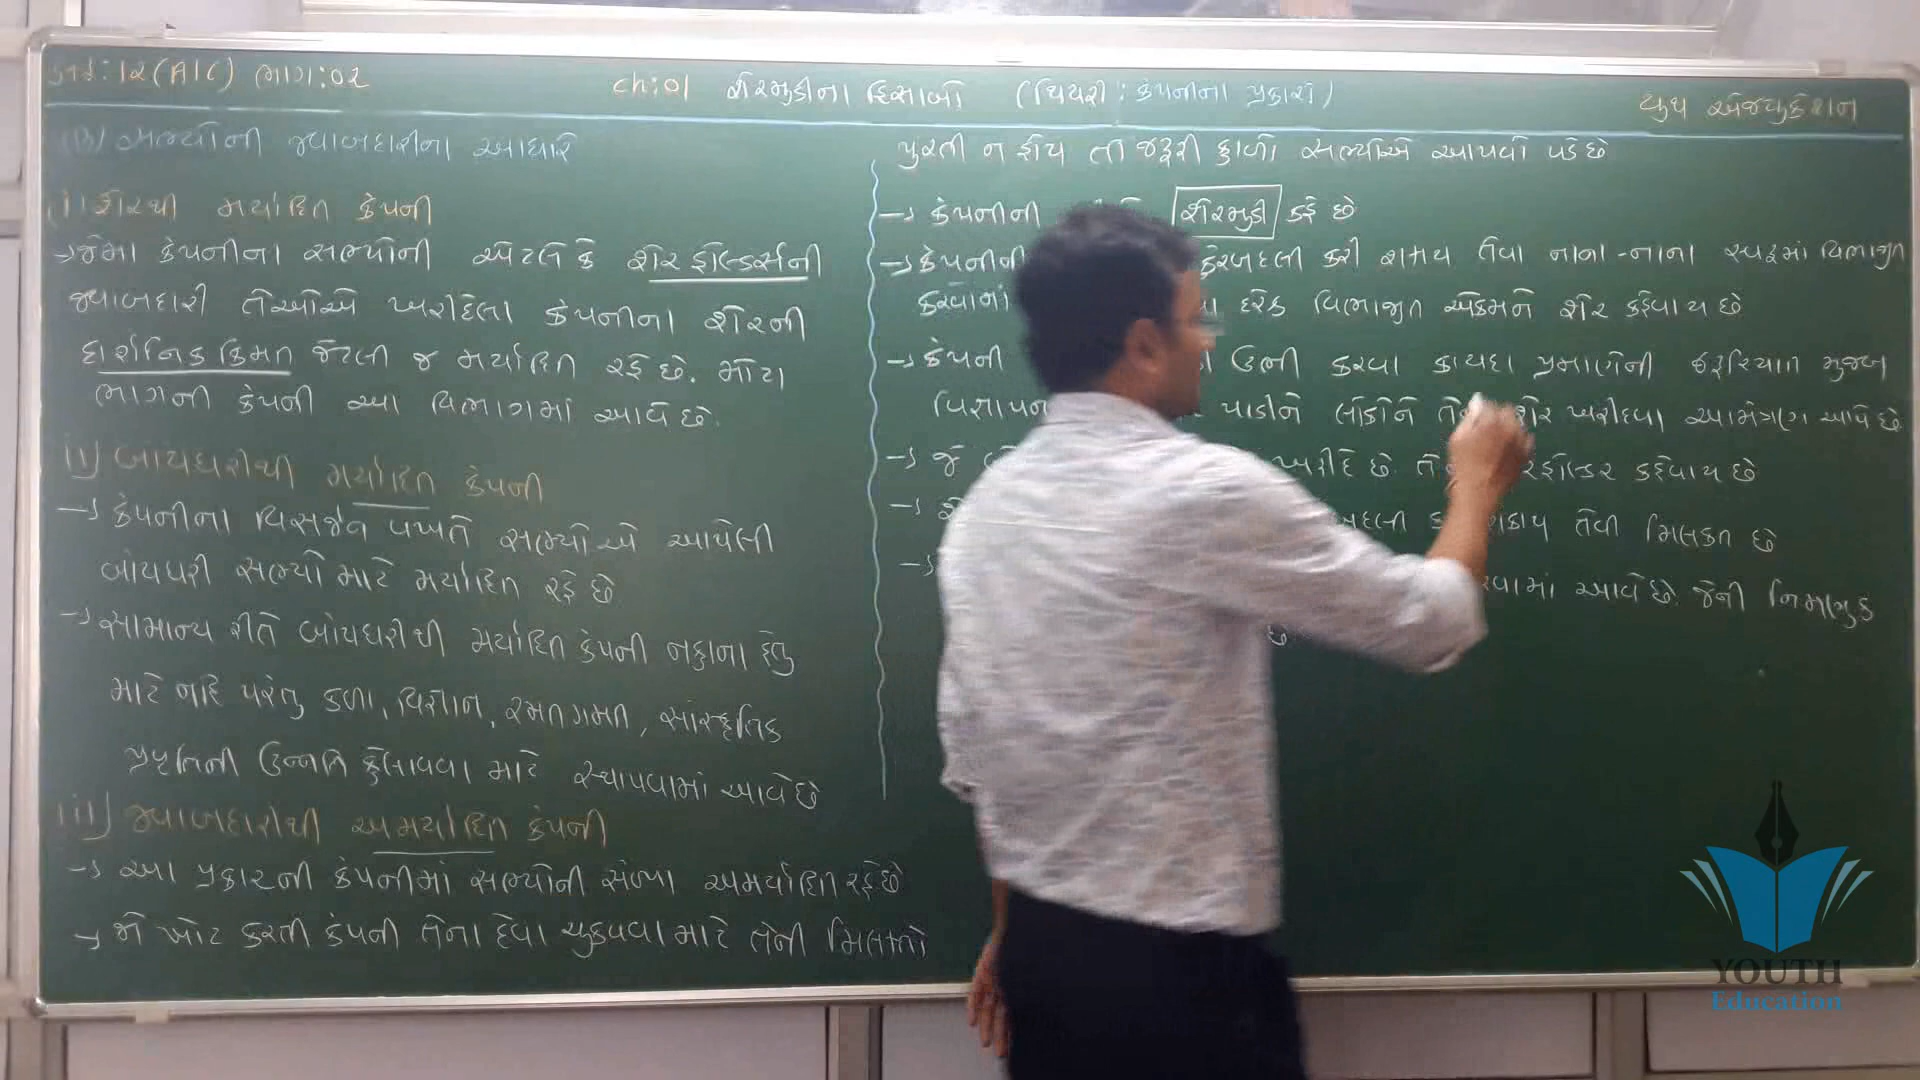 ધોરણ:12 (A/C) ભાગ:02
ch:01 શેરમુડીના હિસાબો (થિયરી: કંપનીના પ્રકારો)
યુથ એજ્યુકેશન
(B) સભ્યોની જવાબદારીના આધારે
(i) શેરથી મર્યાદિત કંપની
→ જેમાં કંપનીના સભ્યોની એટલે કે શેર હોલ્ડર્સની
જવાબદારી તેઓએ ખરીદેલા કંપનીના શેરની
દાર્શનિક કિંમત જેટલી જ મર્યાદિત રહે છે. મોટા
ભાગની કંપની આ વિભાગમાં આવે છે.
ii) બાંયધરીથી મર્યાદિત કંપની
→ કંપનીના વિસર્જન વખતે સભ્યોએ આપેલી
બાંયધરી સભ્યો માટે મર્યાદિત રહે છે
→ સામાન્ય રીતે બાંયધરીથી મર્યાદિત કંપની નફાના હેતુ
માટે નહિ પરંતુ કળા, વિજ્ઞાન, રમતગમત, સાંસ્કૃતિક
પ્રવૃત્તિની ઉન્નતિ ફેલાવવા માટે સ્થાપવામાં આવે છે
iii) જવાબદારીથી અમર્યાદિત કંપની
→ આ પ્રકારની કંપનીમાં સભ્યોની સંખ્યા અમર્યાદિત રહે છે
→ જો ખોટ કરતી કંપની તેના દેવા ચુકવવા માટે તેની મિલકતો
પુરતી ન હોય તો જરૂરી ફાળો સભ્યોએ આપવો પડે છે
→ કંપનીની શેરમુડી કહે છે
→ કંપનીની ફેરબદલી કરી શકાય તેવા નાના-નાના સ્વરૂપમાં વિભાજીત
કરવામાં દરેક વિભાજીત એકમને શેર કહેવાય છે
→ કંપની ઉભી કરવા કાયદા પ્રમાણેની જરૂરિયાત મુજબ
પાડીને લોકોને શેર ખરીદવા આમંત્રણ આપે છે.
→ જે ખરીદે છે કહેવાય છે
→ તેવી મિલકત છે
→ આવે છે. જેની નિમણુક
છે
YOUTH
Education